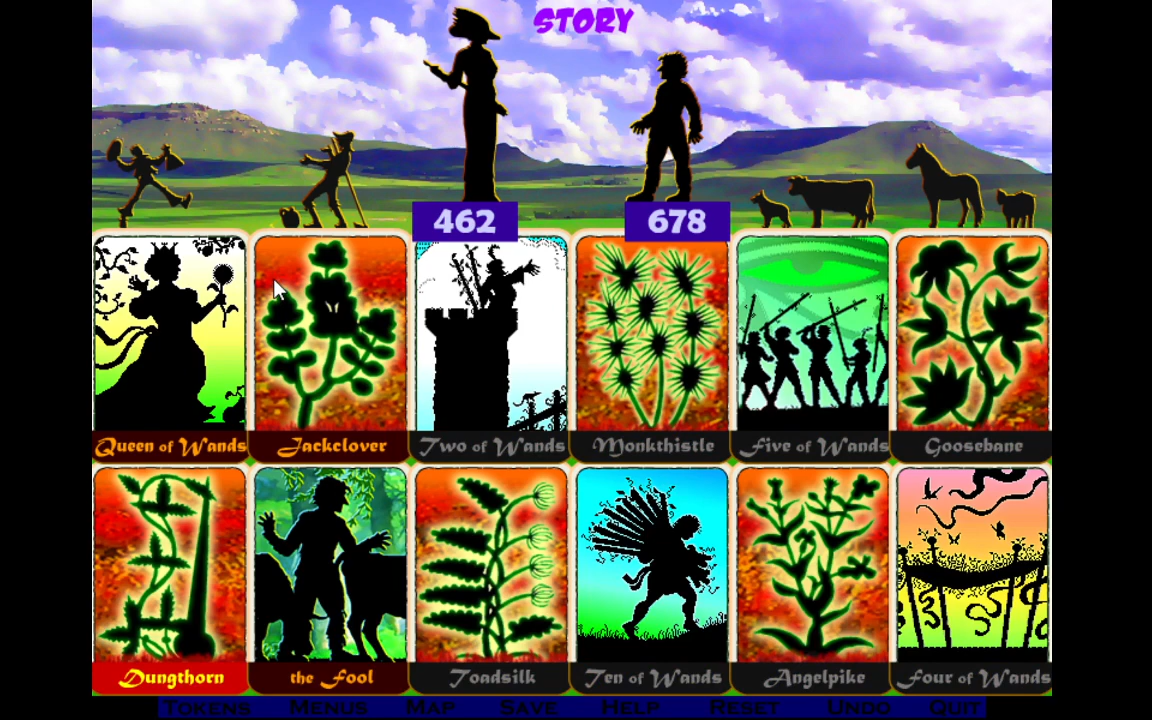 STORY
462 678
Queen of Wands Jackclover Two of Wands Monkthistle Five of Wands Goosebane
Dungthorn the Fool Toadsilk Ten of Wands Angelpike Four of Wands
Tokens Menus Map Save Help Reset Undo Quit